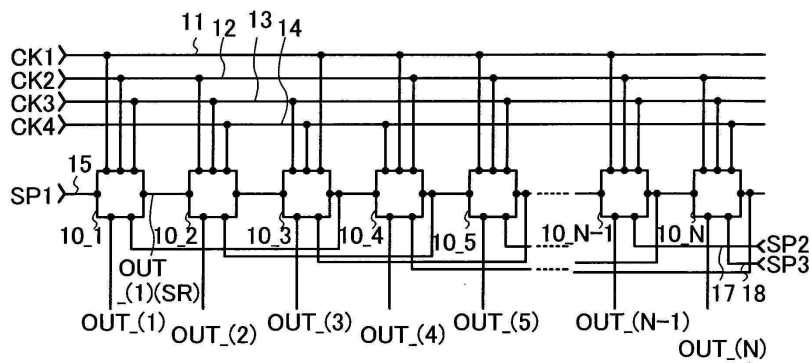 11 12 13 14
CK1
CK2
CK3
CK4
15
SP1
10_1 10_2 10_3 10_4 10_5 10_N-1 10_N
SP2
SP3
OUT
_(1)(SR)
17 18
OUT_(1) OUT_(2) OUT_(3) OUT_(4) OUT_(5) OUT_(N-1) OUT_(N)